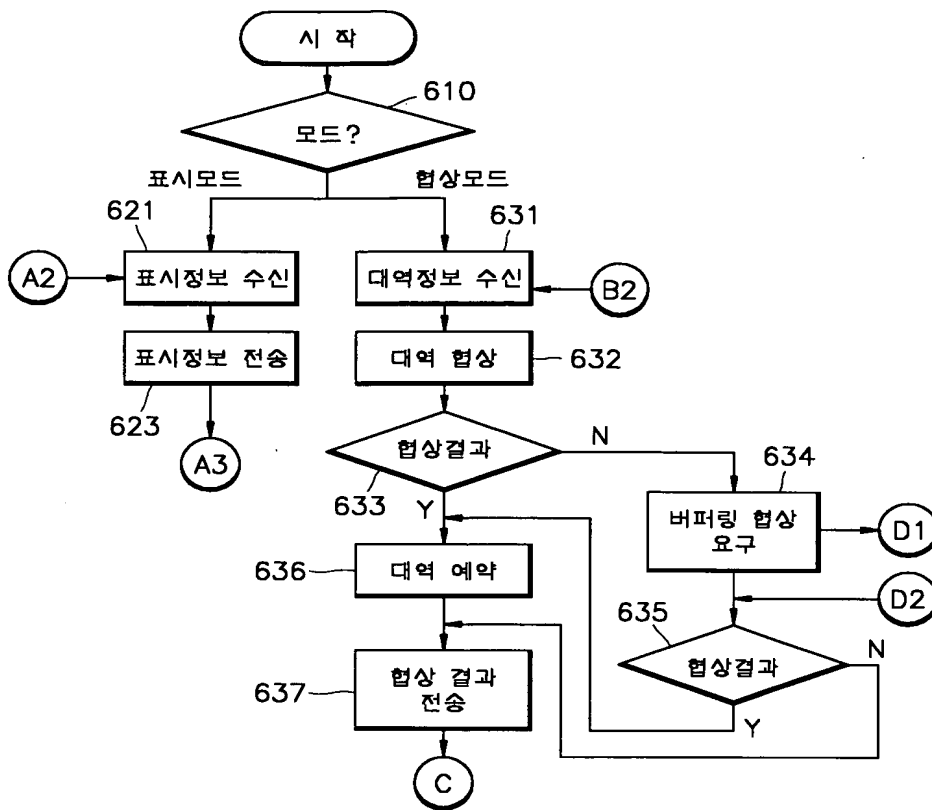 시 작
610
모드?
표시모드
협상모드
621
631
A2
표시정보 수신
대역정보 수신
B2
표시정보 전송
대역 협상
632
623
A3
협상결과
N
633
634
Y
버퍼링 협상
요구
D1
636
대역 예약
D2
635
N
협상결과
637
협상 결과
전송
Y
C